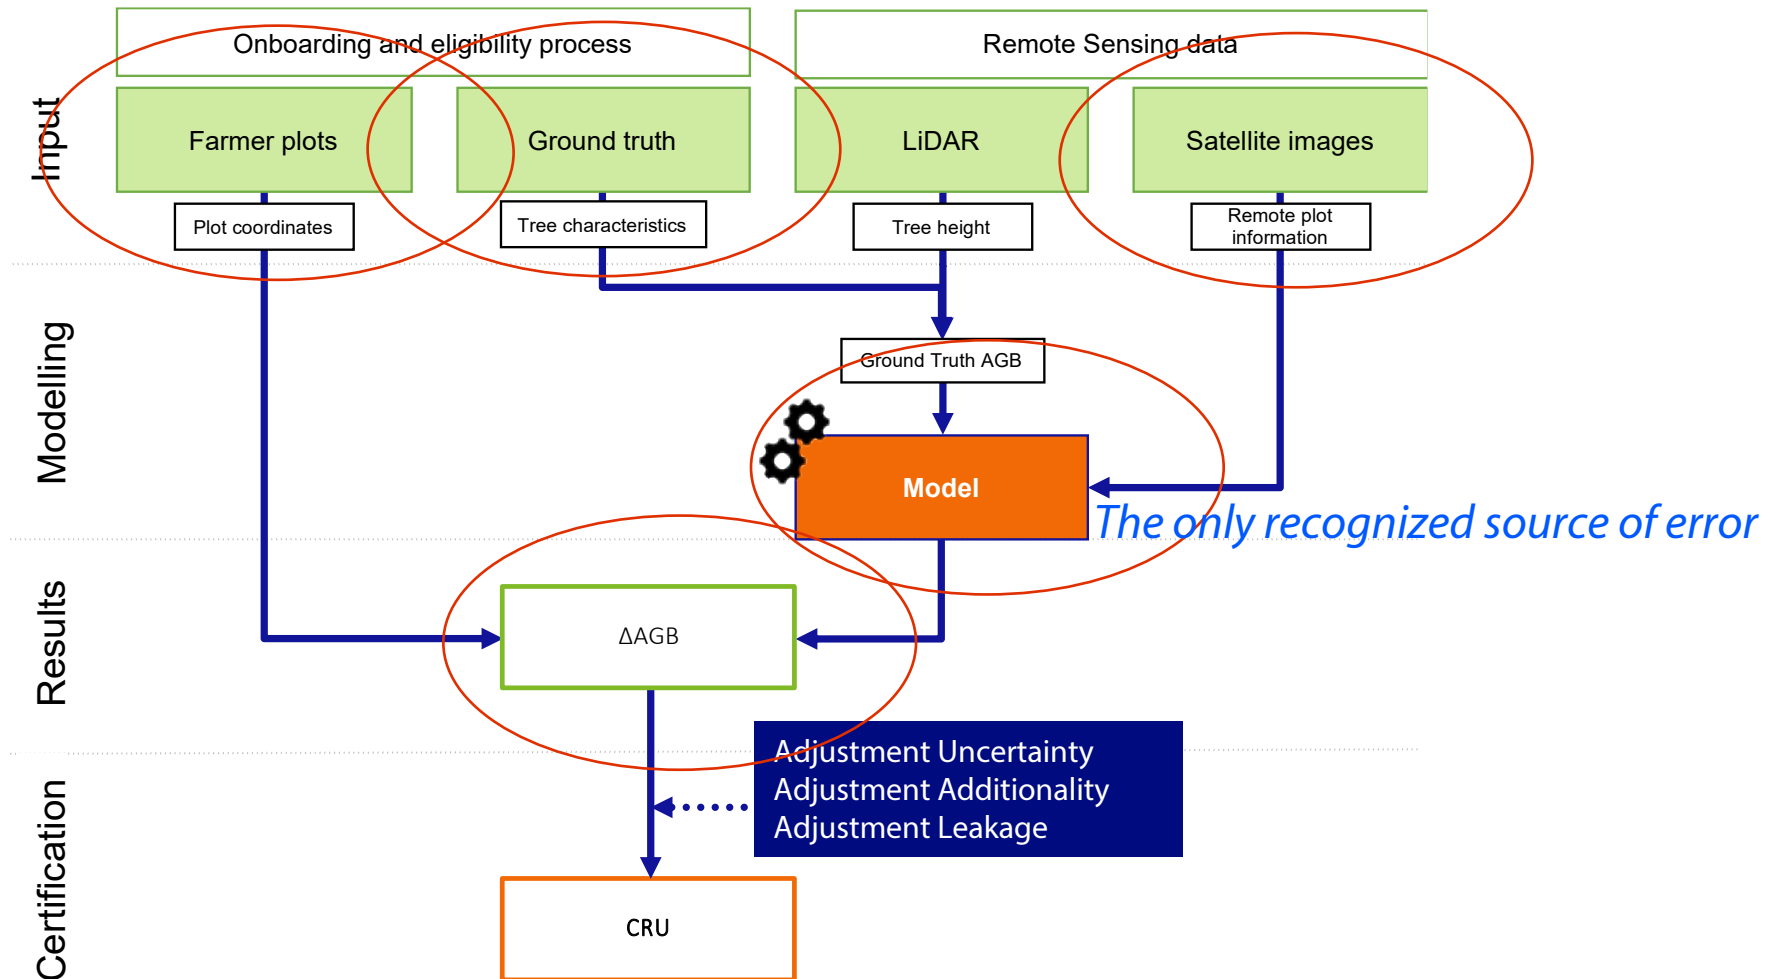 Onboarding and eligibility process
Remote Sensing data
Input
Farmer plots
Ground truth
LiDAR
Satellite images
Plot coordinates
Tree characteristics
Tree height
Remote plot
information
Modelling
Ground Truth AGB
Model
The only recognized source of error
Results
ΔAGB
Adjustment Uncertainty
Adjustment Additionality
Adjustment Leakage
Certification
CRU